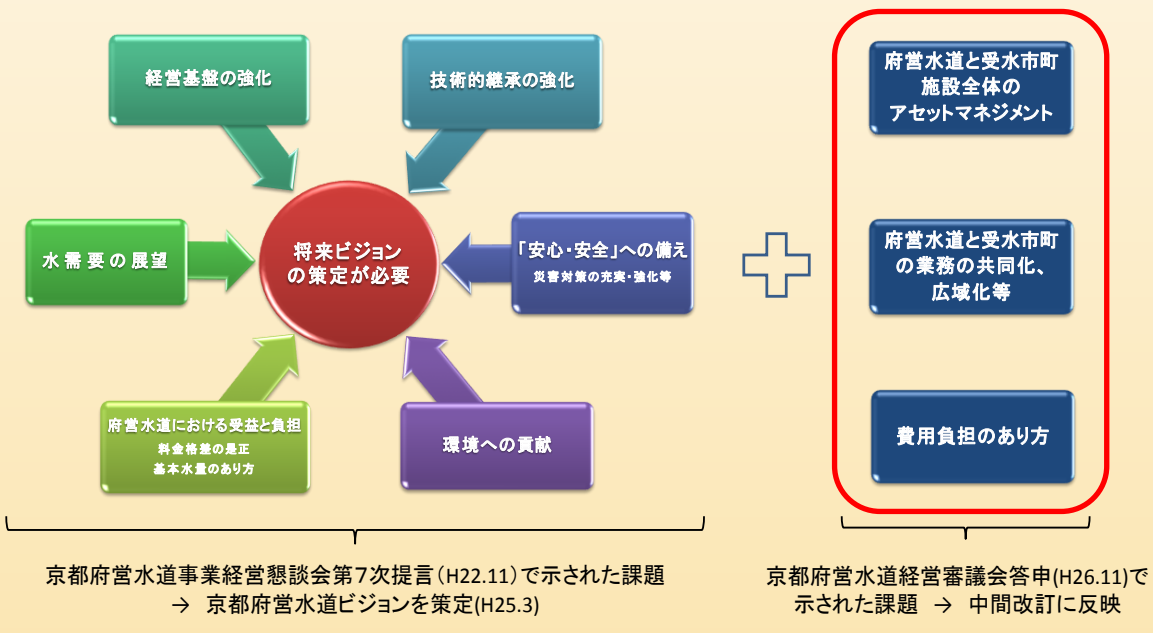 経営基盤の強化
技術的継承の強化
水需要の展望
将来ビジョン
の策定が必要
「安心・安全」への備え
災害対策の充実・強化等
府営水道における受益と負担
料金格差の是正
基本水量のあり方
環境への貢献
府営水道と受水市町
施設全体の
アセットマネジメント
府営水道と受水市町
の業務の共同化、
広域化等
費用負担のあり方
京都府営水道事業経営懇談会第7次提言(H22.11)で示された課題
→ 京都府営水道ビジョンを策定(H25.3)
京都府営水道経営審議会答申(H26.11)で
示された課題 → 中間改訂に反映